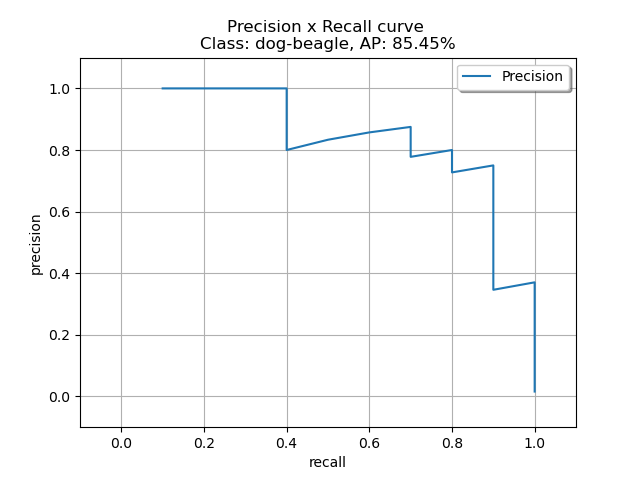 Precision x Recall curve
Class: dog-beagle, AP: 85.45%
Precision
1.0
0.8
0.6
0.4
0.2
0.0
precision
0.0 0.2 0.4 0.6 0.8 1.0
recall